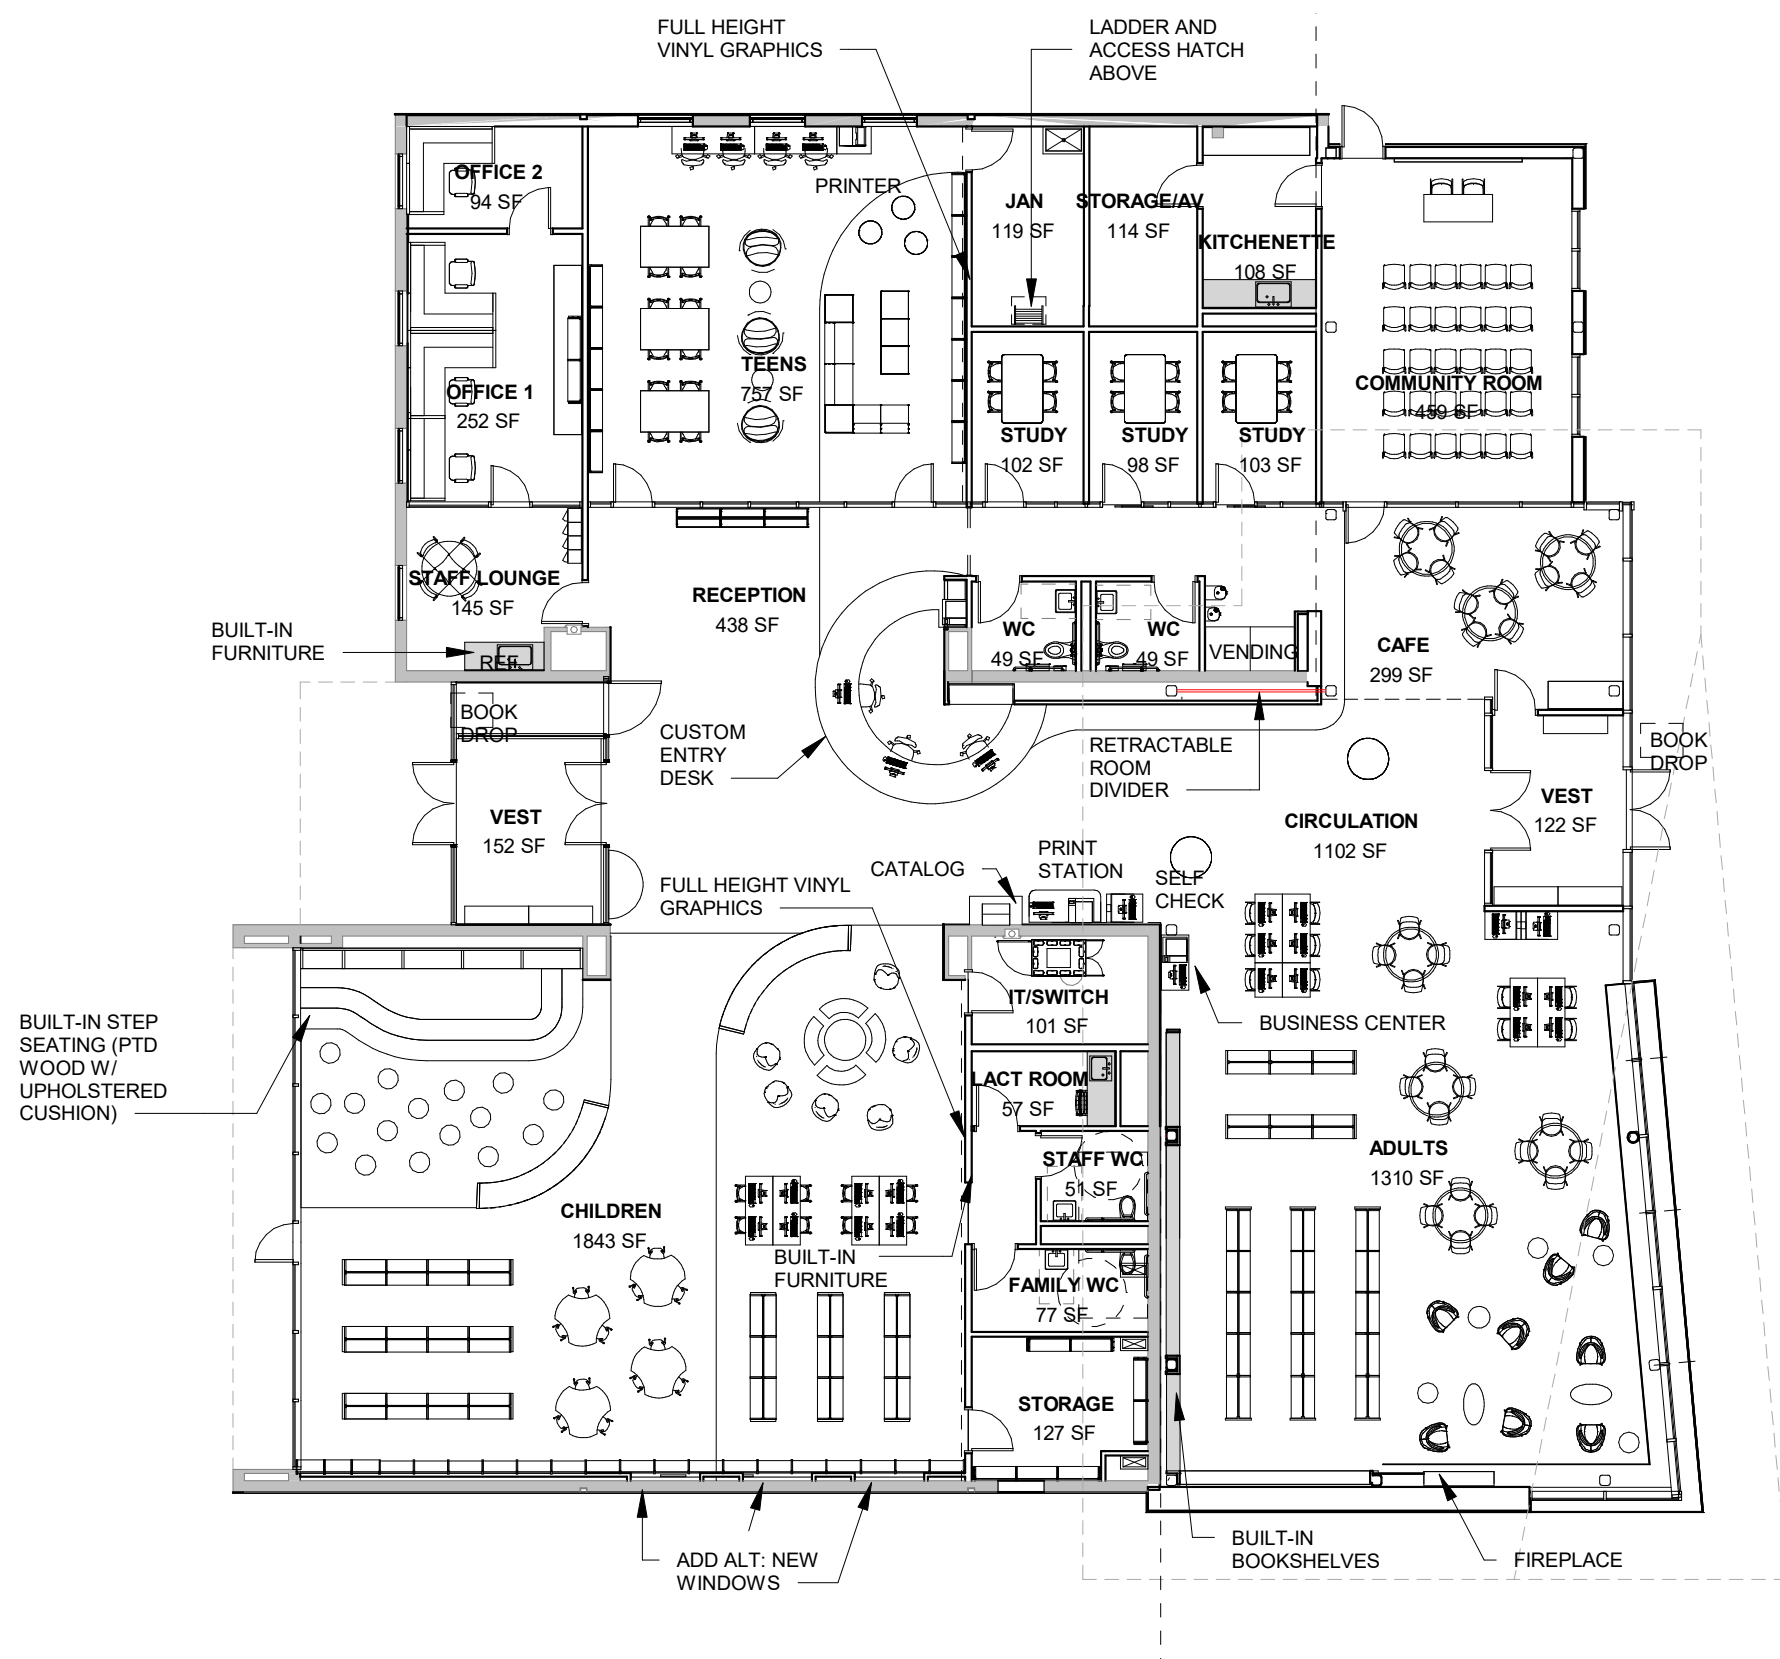 FULL HEIGHT
VINYL GRAPHICS
LADDER AND
ACCESS HATCH
ABOVE
OFFICE 2
94 SF
PRINTER
JAN
119 SF
STORAGE/AV
114 SF
KITCHENETTE
108 SF
OFFICE 1
252 SF
TEENS
757 SF
COMMUNITY ROOM
459 SF
STUDY
102 SF
STUDY
98 SF
STUDY
103 SF
STAFF LOUNGE
145 SF
RECEPTION
438 SF
BUILT-IN
FURNITURE
REF.
WC
49 SF
WC
49 SF
VENDING
CAFE
299 SF
BOOK
DROP
CUSTOM
ENTRY
DESK
RETRACTABLE
ROOM
DIVIDER
BOOK
DROP
VEST
152 SF
VEST
122 SF
CIRCULATION
1102 SF
CATALOG
PRINT
STATION
SELF
CHECK
FULL HEIGHT VINYL
GRAPHICS
IT/SWITCH
101 SF
BUSINESS CENTER
BUILT-IN STEP
SEATING (PTD
WOOD W/
UPHOLSTERED
CUSHION)
LACT ROOM
57 SF
STAFF WC
51 SF
ADULTS
1310 SF
CHILDREN
1843 SF
BUILT-IN
FURNITURE
FAMILY WC
77 SF
STORAGE
127 SF
ADD ALT: NEW
WINDOWS
BUILT-IN
BOOKSHELVES
FIREPLACE